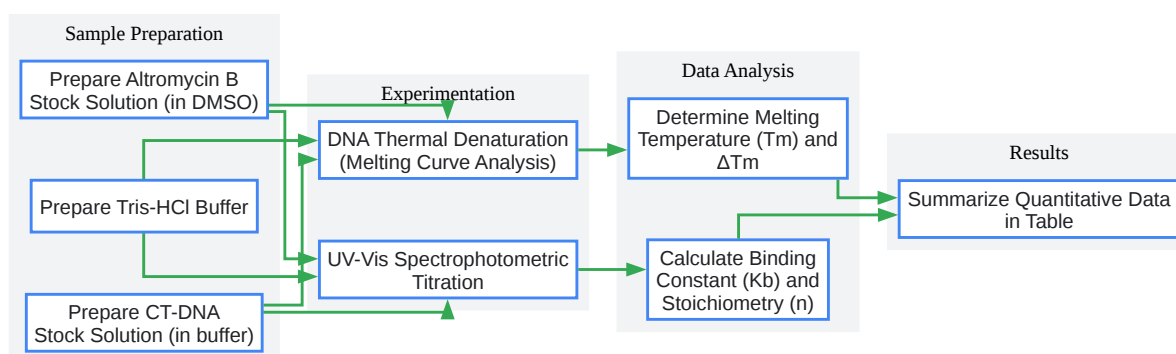 Sample Preparation
Prepare Altromycin B
Stock Solution (in DMSO)
Prepare Tris-HCl Buffer
Prepare CT-DNA
Stock Solution (in buffer)
Experimentation
DNA Thermal Denaturation
(Melting Curve Analysis)
UV-Vis Spectrophotometric
Titration
Data Analysis
Determine Melting
Temperature (Tm) and
ΔTm
Calculate Binding
Constant (Kb) and
Stoichiometry (n)
Results
Summarize Quantitative Data
in Table